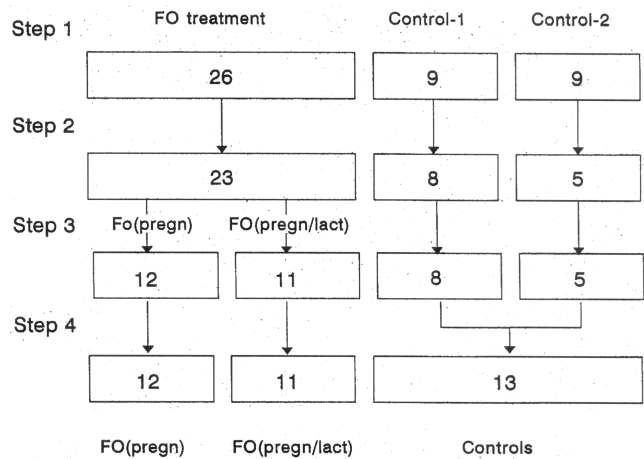 FO treatment Control-1 Control-2
Step 1
26 9 9
Step 2
23 8 5
Step 3 Fo(pregn) FO(pregn/lact)
12 11 8 5
Step 4
12 11 13
FO(pregn) FO(pregn/lact) Controls